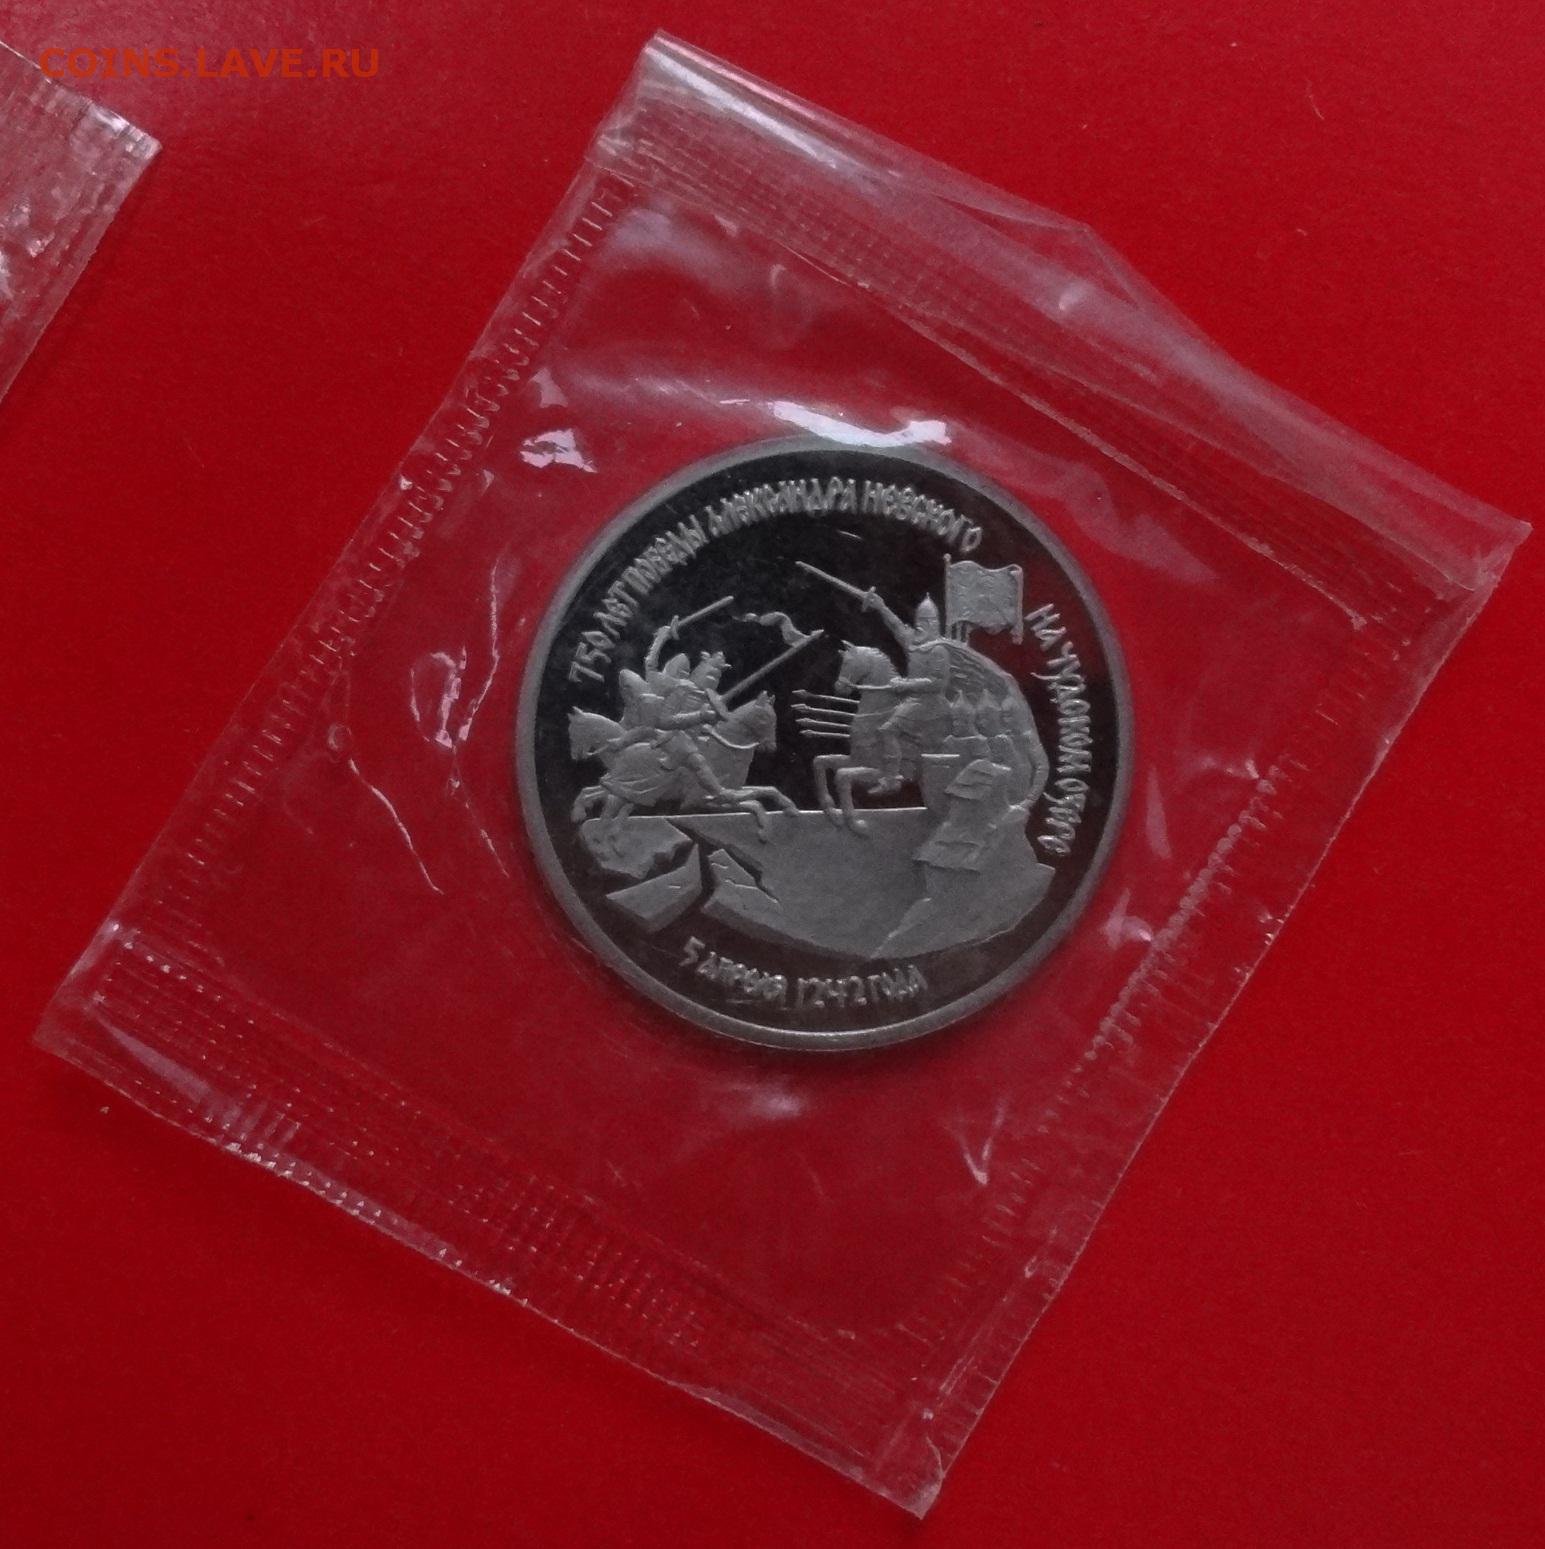 COINS.LAVE.RU
750 ЛЕТ ПОБЕДЫ АЛЕКСАНДРА НЕВСКОГО
НА ЧУДСКОМ ОЗЕРЕ
5 АПРЕЛЯ 1242 ГОДА